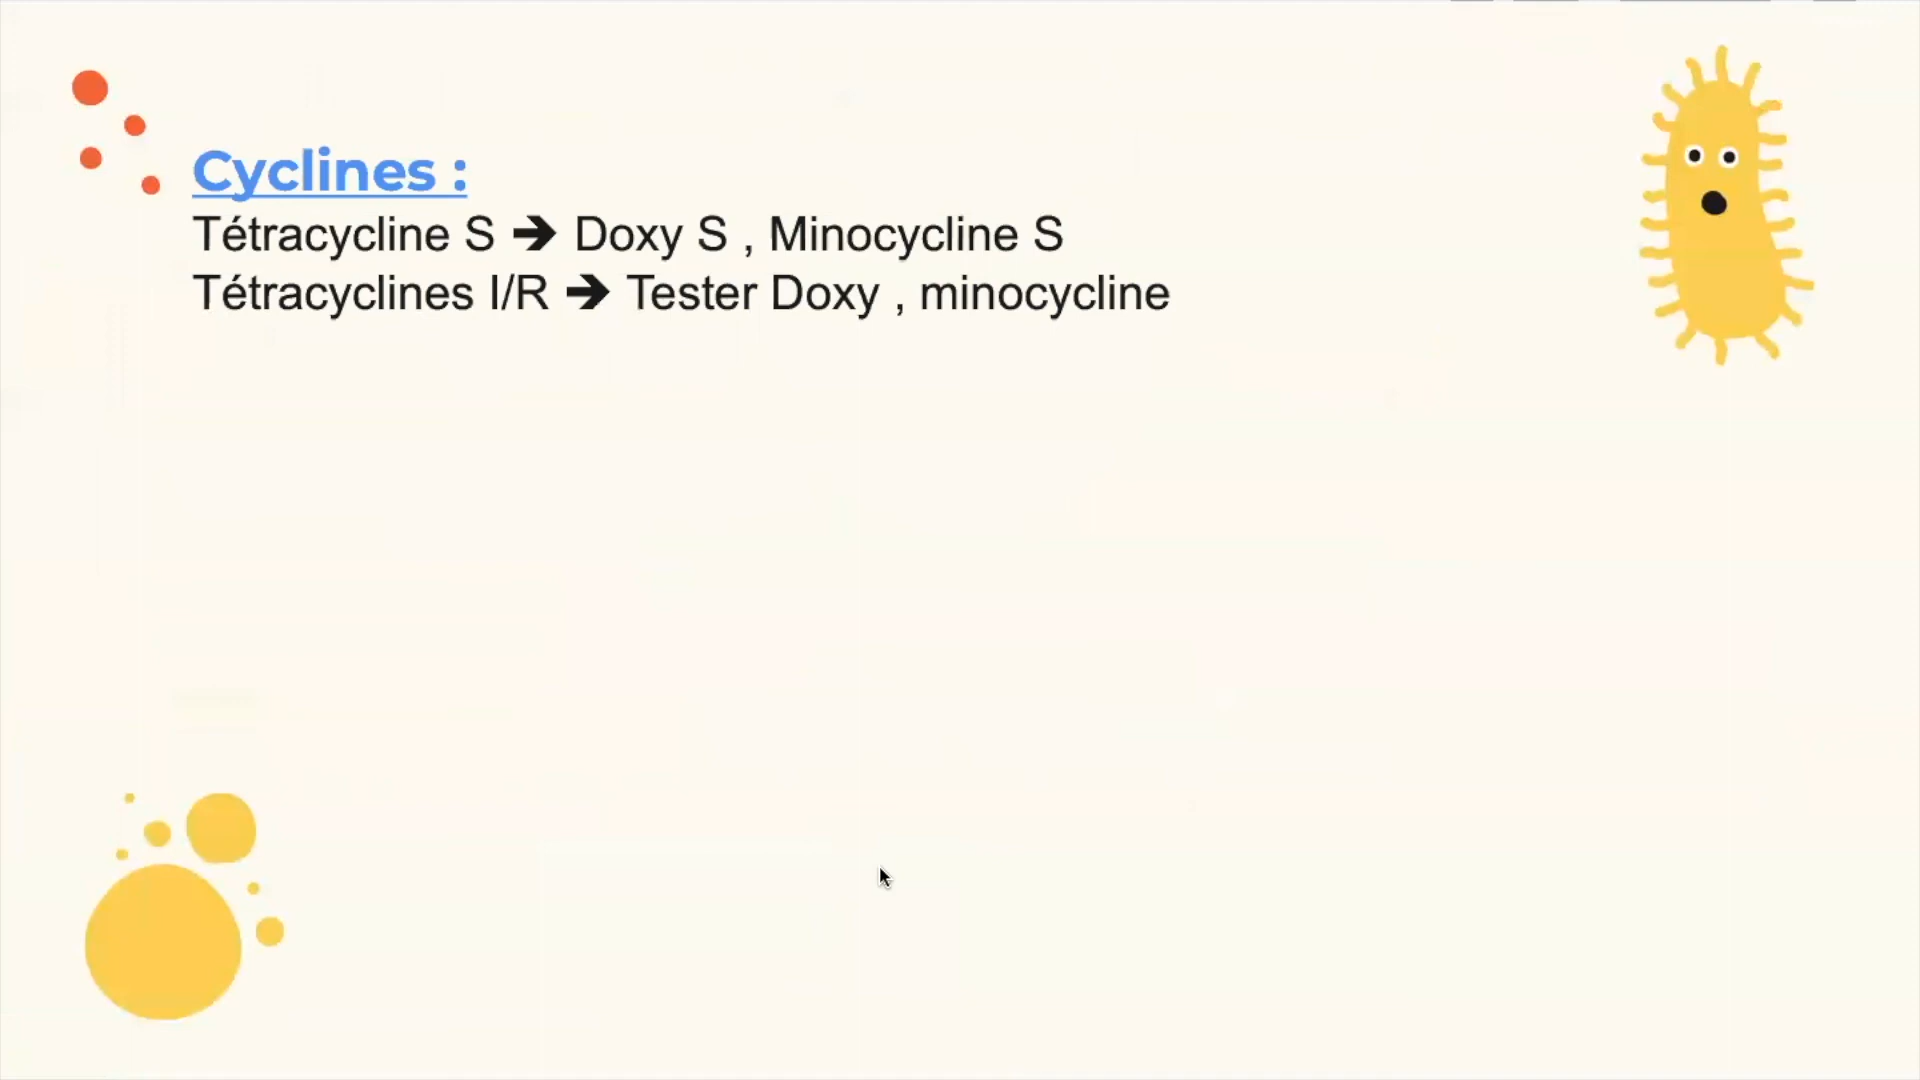 Cyclines :
Tétracycline S ➔ Doxy S , Minocycline S
Tétracyclines I/R ➔ Tester Doxy , minocycline